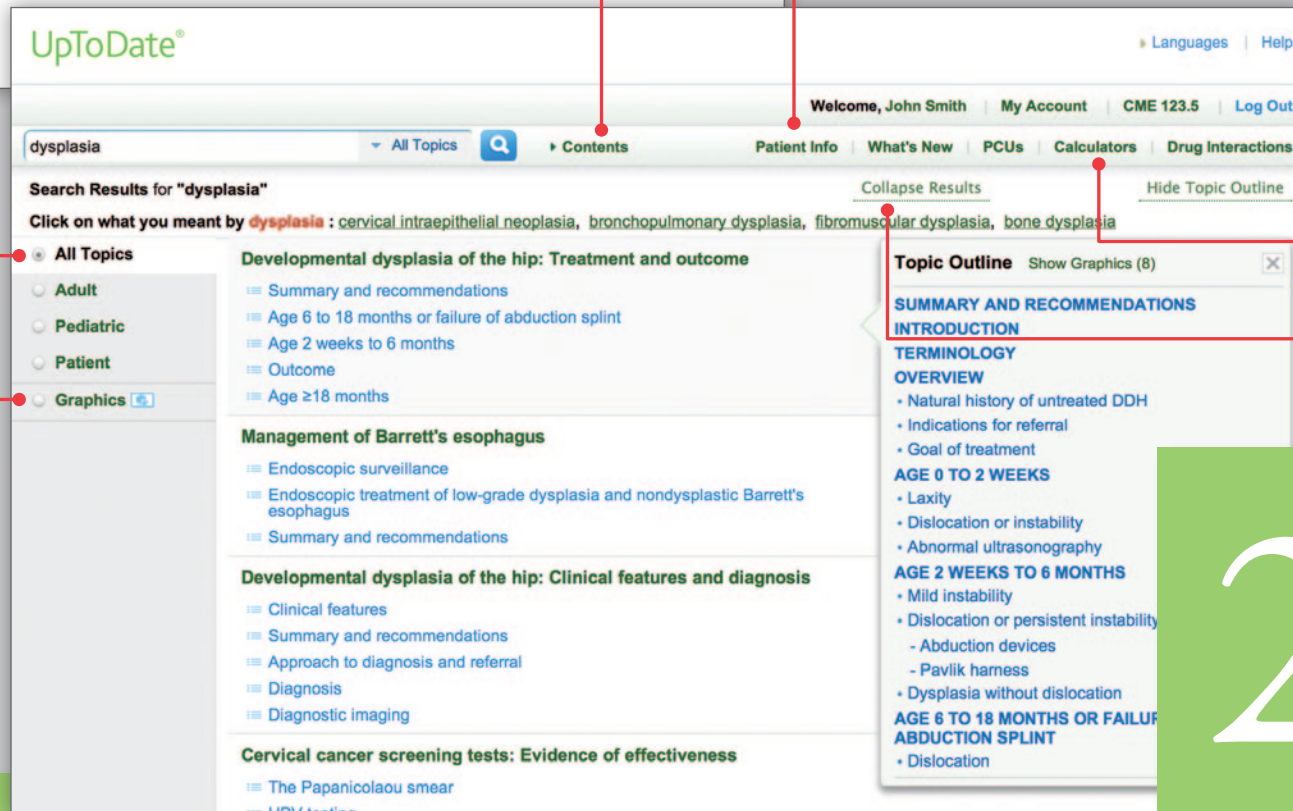 UpToDate®
Languages | Help
Welcome, John Smith | My Account | CME 123.5 | Log Out
dysplasia All Topics Contents Patient Info | What's New | PCUs | Calculators | Drug Interactions
Search Results for "dysplasia" Collapse Results Hide Topic Outline
Click on what you meant by dysplasia : cervical intraepithelial neoplasia, bronchopulmonary dysplasia, fibromuscular dysplasia, bone dysplasia
All Topics
Adult
Pediatric
Patient
Graphics
Developmental dysplasia of the hip: Treatment and outcome
Summary and recommendations
Age 6 to 18 months or failure of abduction splint
Age 2 weeks to 6 months
Outcome
Age ≥18 months
Management of Barrett's esophagus
Endoscopic surveillance
Endoscopic treatment of low-grade dysplasia and nondysplastic Barrett's
esophagus
Summary and recommendations
Developmental dysplasia of the hip: Clinical features and diagnosis
Clinical features
Summary and recommendations
Approach to diagnosis and referral
Diagnosis
Diagnostic imaging
Cervical cancer screening tests: Evidence of effectiveness
The Papanicolaou smear
HPV testing
Topic Outline Show Graphics (8)
SUMMARY AND RECOMMENDATIONS
INTRODUCTION
TERMINOLOGY
OVERVIEW
• Natural history of untreated DDH
• Indications for referral
• Goal of treatment
AGE 0 TO 2 WEEKS
• Laxity
• Dislocation or instability
• Abnormal ultrasonography
AGE 2 WEEKS TO 6 MONTHS
• Mild instability
• Dislocation or persistent instability
- Abduction devices
- Pavlik harness
• Dysplasia without dislocation
AGE 6 TO 18 MONTHS OR
ABDUCTION SPLINT
• Dislocation
2